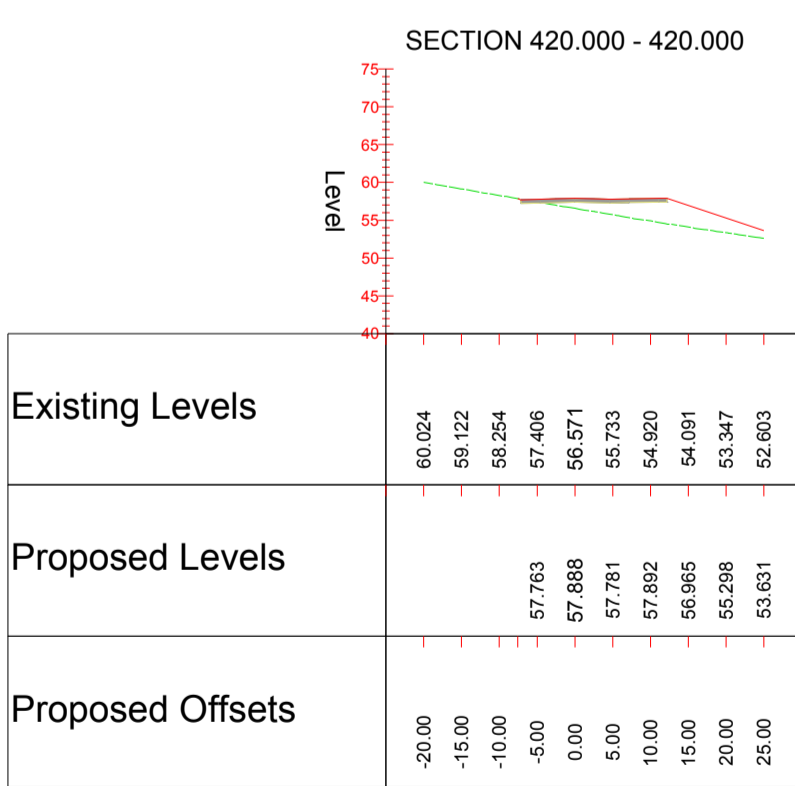 SECTION 420.000 - 420.000
75
70
65
60
55
50
45
40
Level
Existing Levels
60.024 59.122 58.254 57.406 56.571 55.733 54.920 54.091 53.347 52.603
Proposed Levels
57.763 57.888 57.781 57.892 56.965 55.298 53.631
Proposed Offsets
-20.00 -15.00 -10.00 -5.00 0.00 5.00 10.00 15.00 20.00 25.00